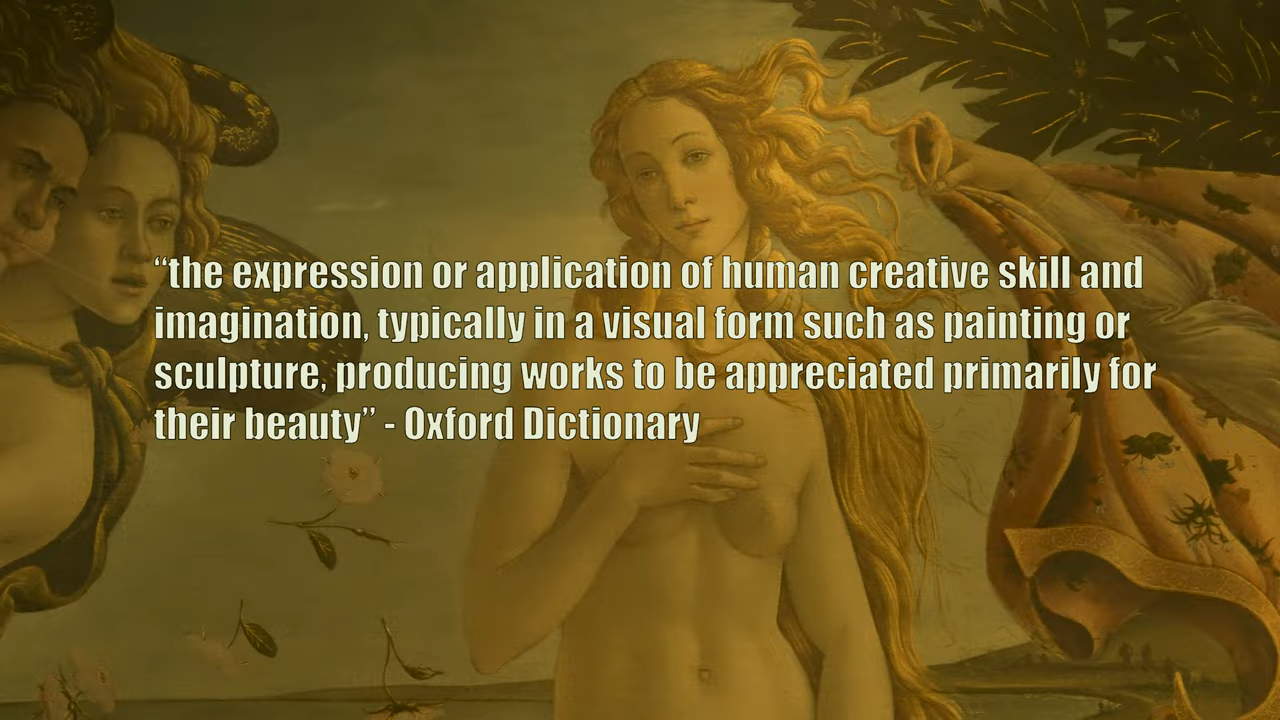 “the expression or application of human creative skill and
imagination, typically in a visual form such as painting or
sculpture, producing works to be appreciated primarily for
their beauty” - Oxford Dictionary